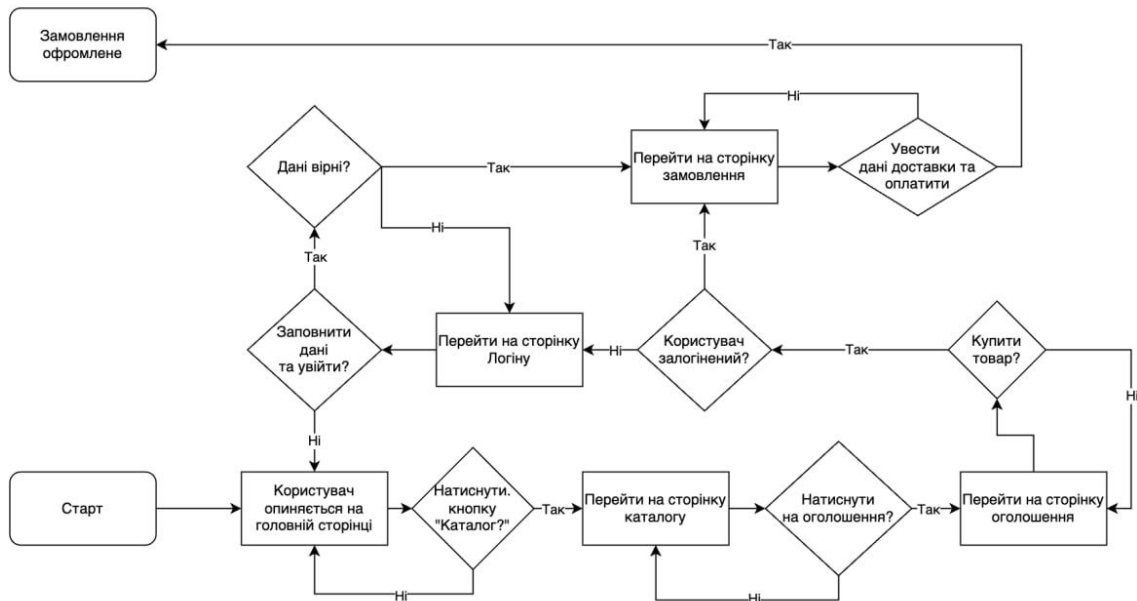 Замовлення
офромлене
Так
Ні
Дані вірні?
Так
Перейти на сторінку
замовлення
Увести
дані доставки та
оплатити
Ні
Так
Так
Заповнити
дані
та увійти?
Перейти на сторінку
Логіну
Ні
Користувач
залогінений?
Так
Купити
товар?
Ні
Ні
Старт
Користувач
опиняється на
головній сторінці
Натиснути.
кнопку
"Каталог?"
Так
Перейти на сторінку
каталогу
Натиснути
на оголошення?
Так
Перейти на сторінку
оголошення
Ні
Ні